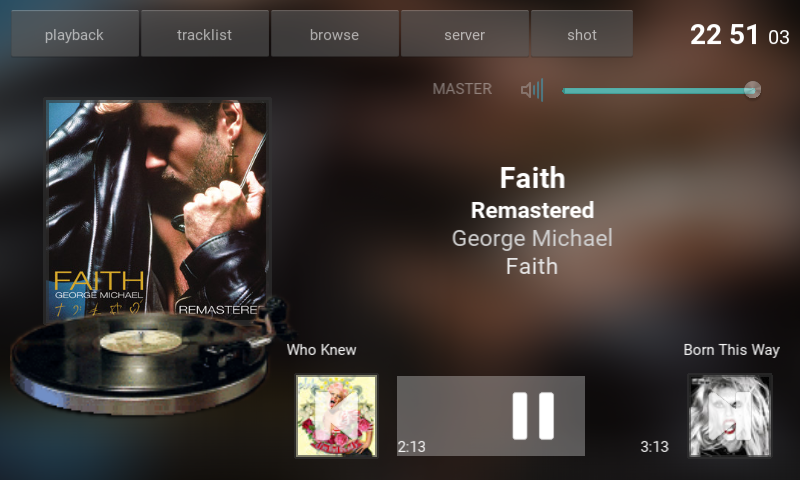 playback
tracklist
browse
server
shot
22 51 03
MASTER
Faith
Remastered
George Michael
Faith
FAITH
GEORGE MICHAEL
REMASTERE
Who Knew
Born This Way
2:13
3:13